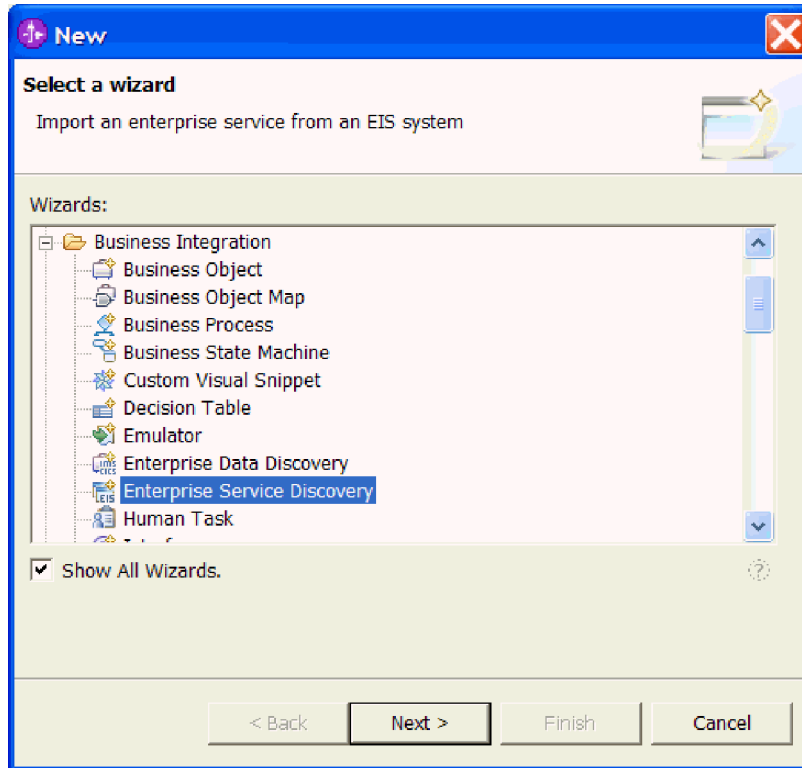 New
Select a wizard
Import an enterprise service from an EIS system
Wizards:
Business Integration
Business Object
Business Object Map
Business Process
Business State Machine
Custom Visual Snippet
Decision Table
Emulator
Enterprise Data Discovery
Enterprise Service Discovery
Human Task
Show All Wizards.
< Back
Next >
Finish
Cancel